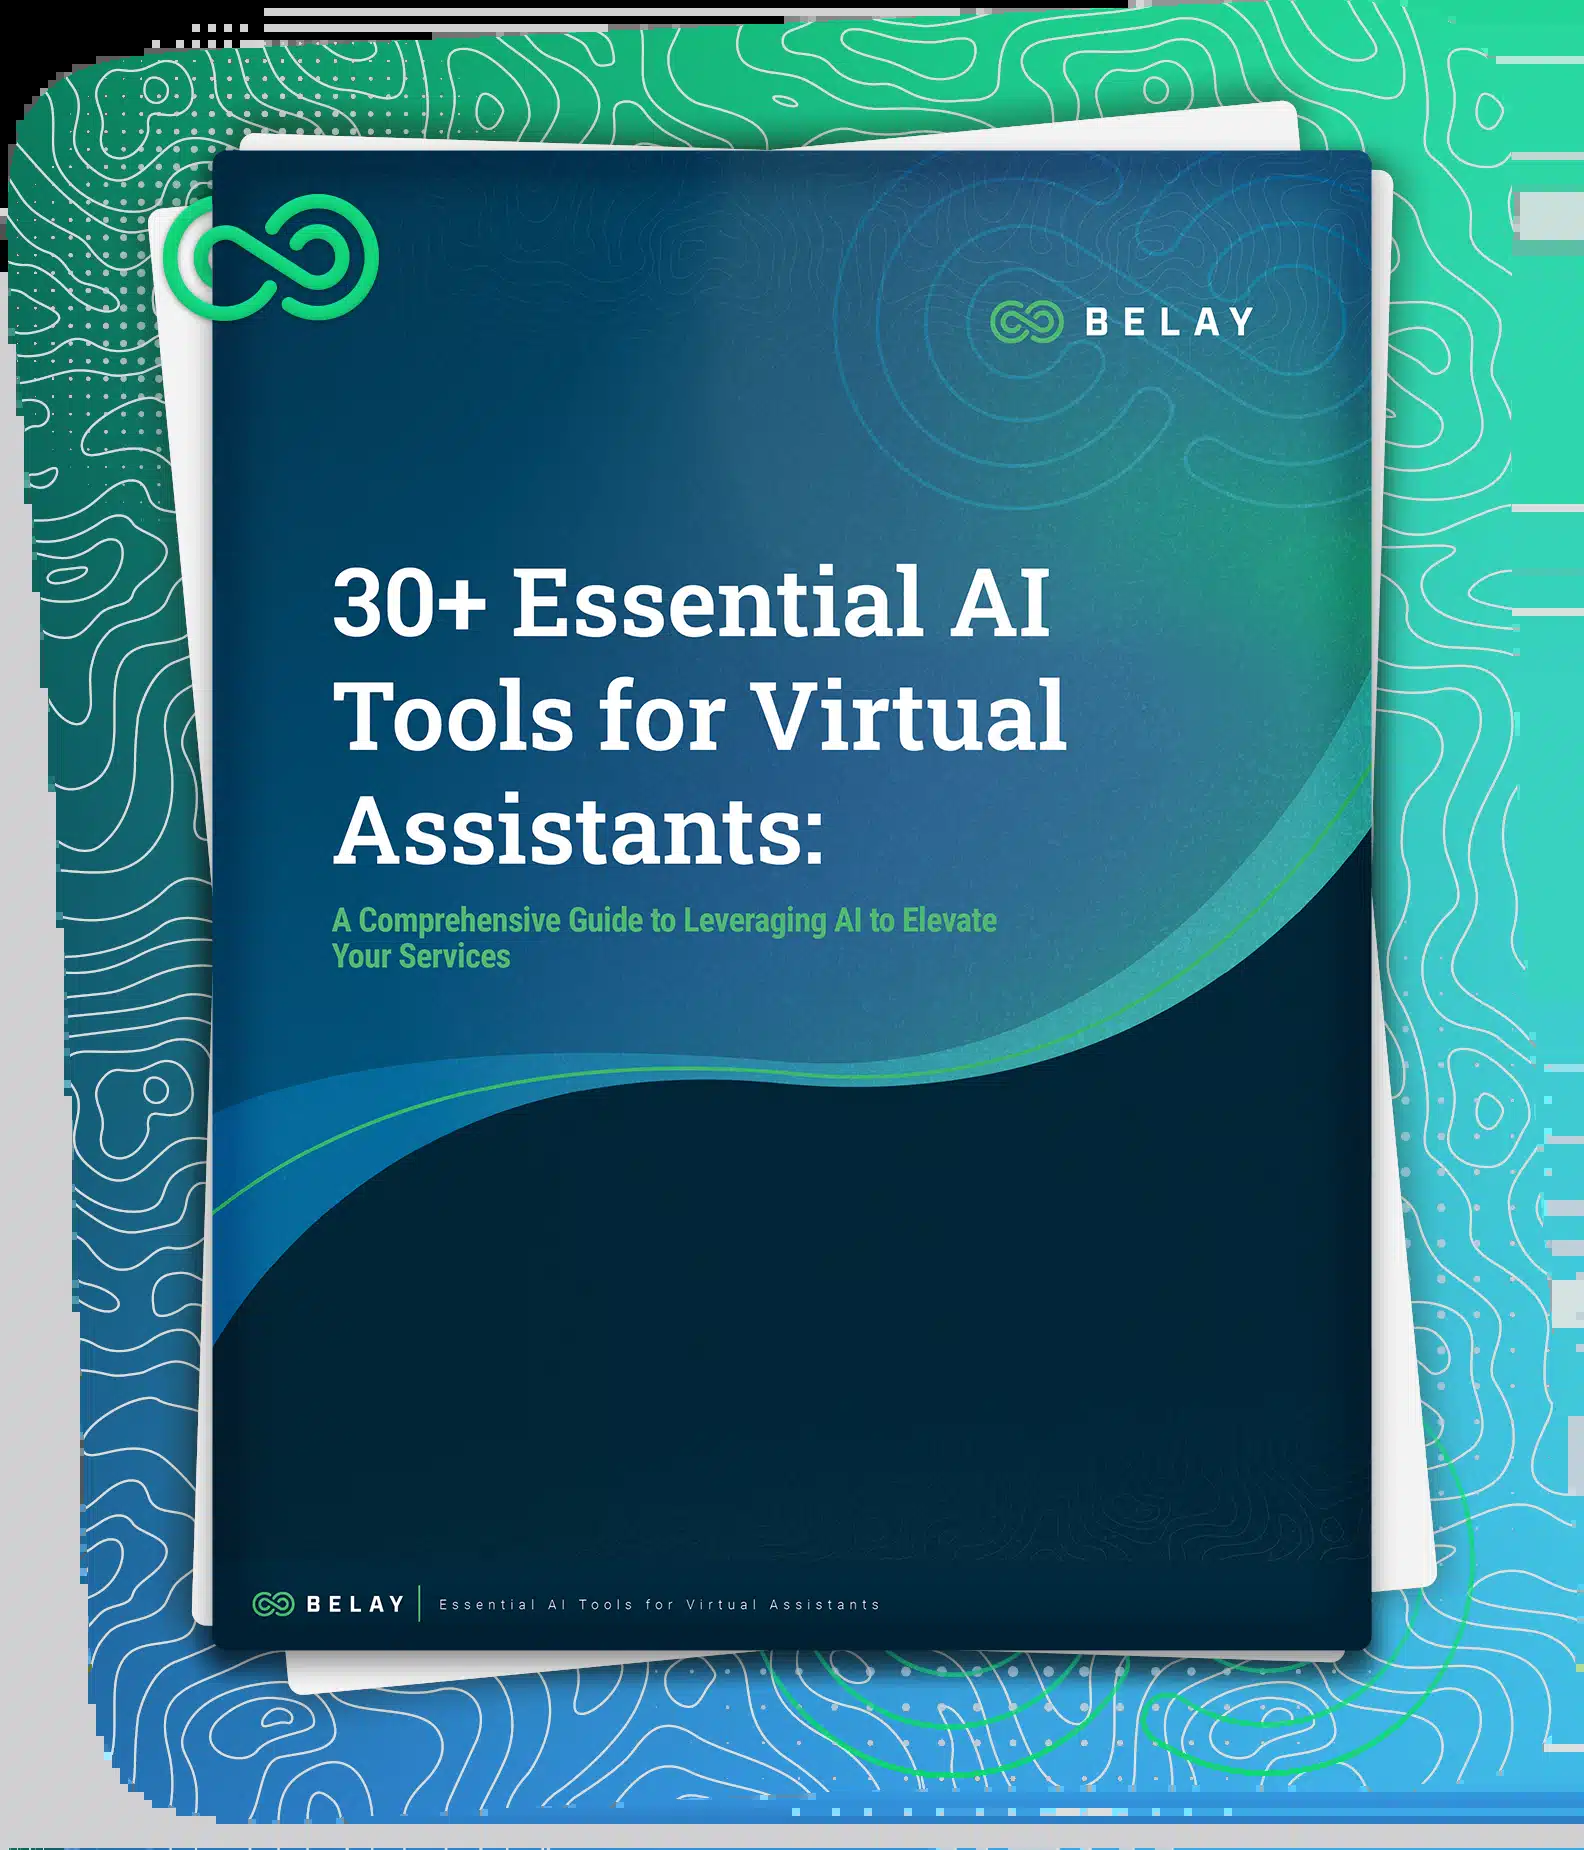 BELAY
30+ Essential AI
Tools for Virtual
Assistants:
A Comprehensive Guide to Leveraging AI to Elevate
Your Services
BELAY
Essential AI Tools for Virtual Assistants